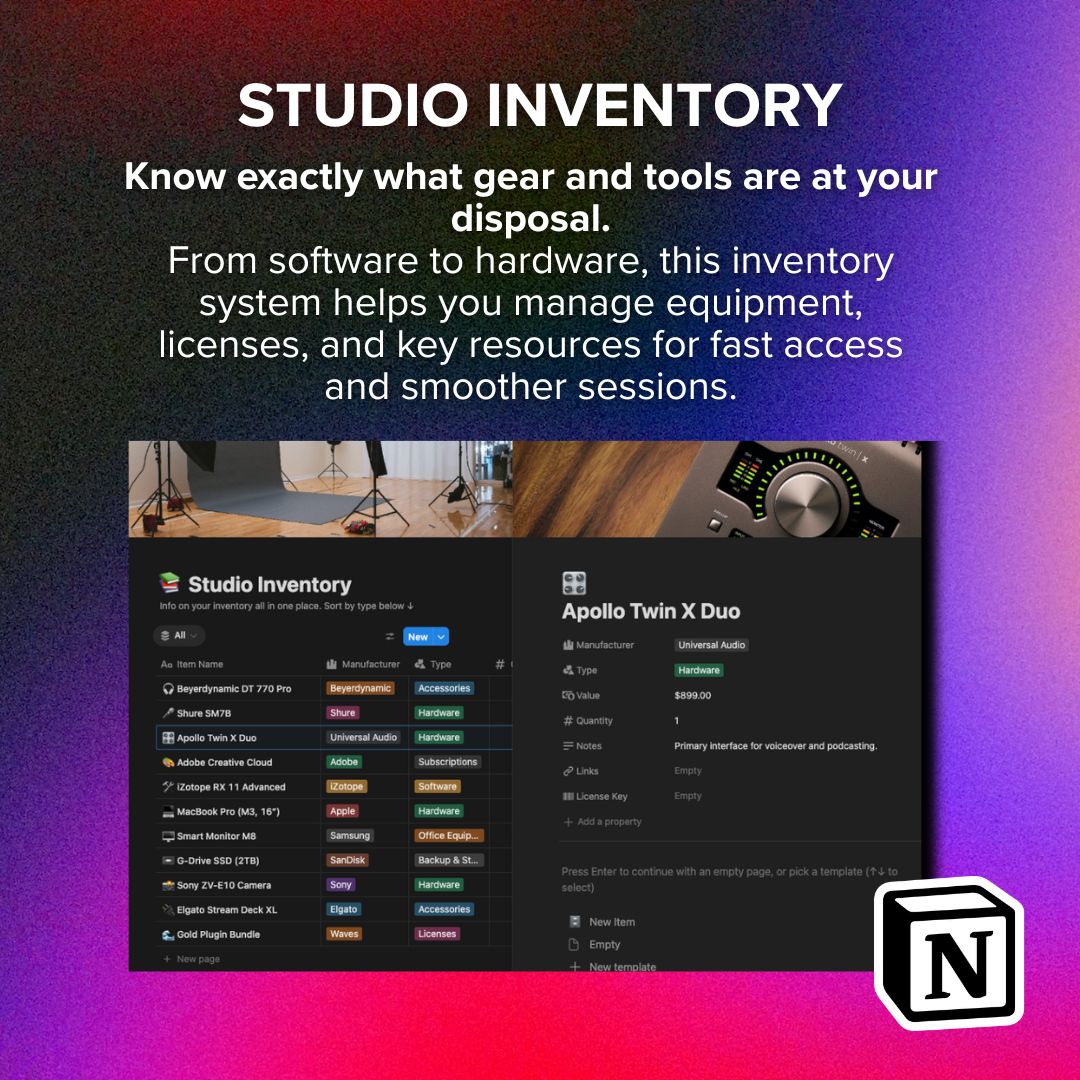 STUDIO INVENTORY
Know exactly what gear and tools are at your
disposal.
From software to hardware, this inventory
system helps you manage equipment,
licenses, and key resources for fast access
and smoother sessions.
Studio Inventory
Info on your inventory all in one place. Sort by type below ↓
All
New
Aa Item Name Manufacturer Type #
Beyerdynamic DT 770 Pro Beyerdynamic Accessories
Shure SM7B Shure Hardware
Apollo Twin X Duo Universal Audio Hardware
Adobe Creative Cloud Adobe Subscriptions
iZotope RX 11 Advanced iZotope Software
MacBook Pro (M3, 16") Apple Hardware
Smart Monitor M8 Samsung Office Equip...
G-Drive SSD (2TB) SanDisk Backup & St...
Sony ZV-E10 Camera Sony Hardware
Elgato Stream Deck XL Elgato Accessories
Gold Plugin Bundle Waves Licenses
+ New page
twin | x
MONITOR
Apollo Twin X Duo
Manufacturer Universal Audio
Type Hardware
Value $899.00
# Quantity 1
Notes Primary interface for voiceover and podcasting.
Links Empty
License Key Empty
+ Add a property
Press Enter to continue with an empty page, or pick a template (↑↓ to
select)
New Item
Empty
+ New template
N